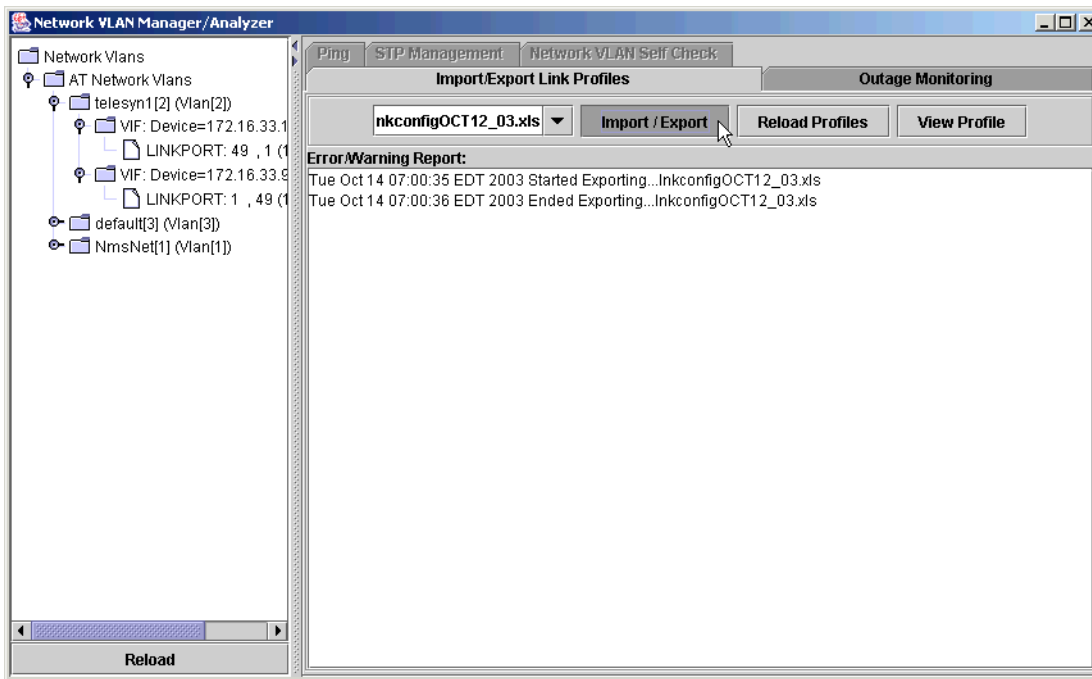 Network VLAN Manager/Analyzer
Network Vlans
AT Network Vlans
telesyn1[2] (Vlan[2])
VIF: Device=172.16.33.1
LINKPORT: 49 , 1 (1
VIF: Device=172.16.33.9
LINKPORT: 1 , 49 (1
default[3] (Vlan[3])
NmsNet[1] (Vlan[1])
Reload
Ping STP Management Network VLAN Self Check
Import/Export Link Profiles Outage Monitoring
nkconfigOCT12_03.xls Import / Export Reload Profiles View Profile
Error/Warning Report:
Tue Oct 14 07:00:35 EDT 2003 Started Exporting...lnkconfigOCT12_03.xls
Tue Oct 14 07:00:36 EDT 2003 Ended Exporting...lnkconfigOCT12_03.xls